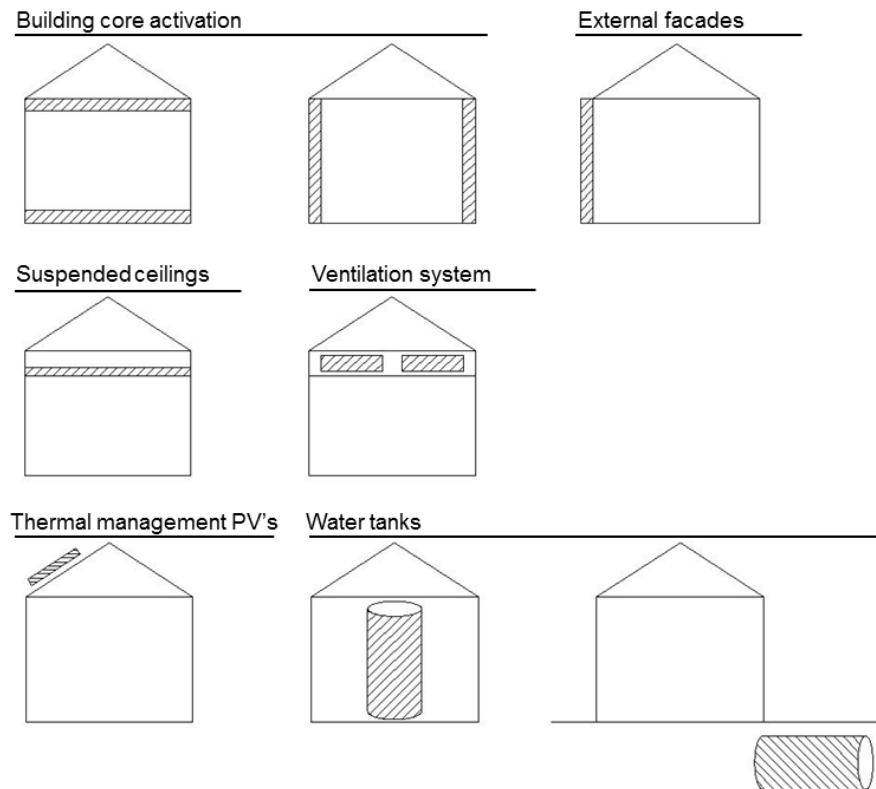 Building core activation
External facades
Suspended ceilings
Ventilation system
Thermal management PV's
Water tanks